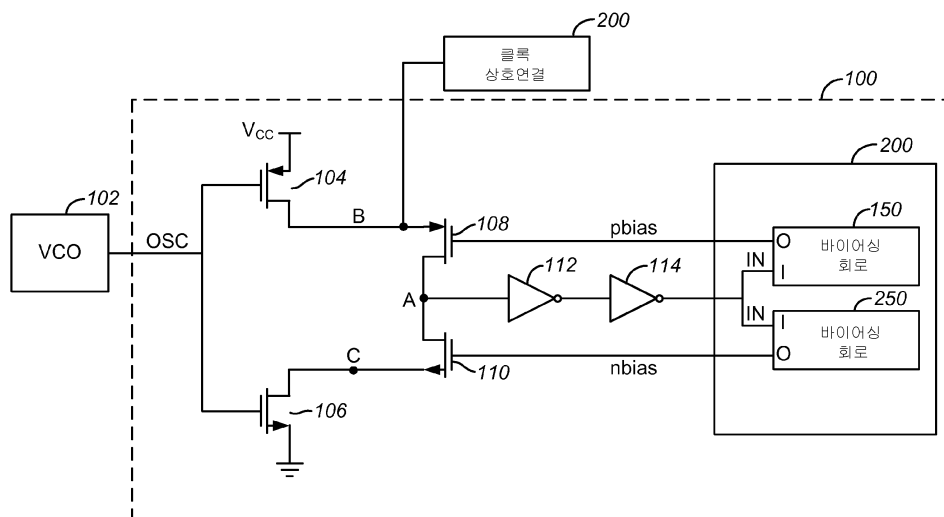 200
클록
상호연결
100
VCC
104
200
102
VCO
OSC
B
108
pbias
150
O
바이어싱
회로
IN
I
112
114
A
IN
250
I
바이어싱
회로
O
C
110
nbias
106